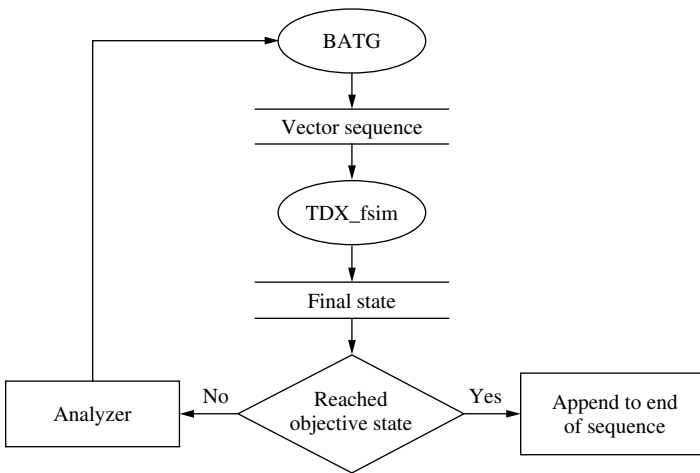 BATG
Vector sequence
TDX_fsim
Final state
Reached
objective state
No
Yes
Analyzer
Append to end
of sequence